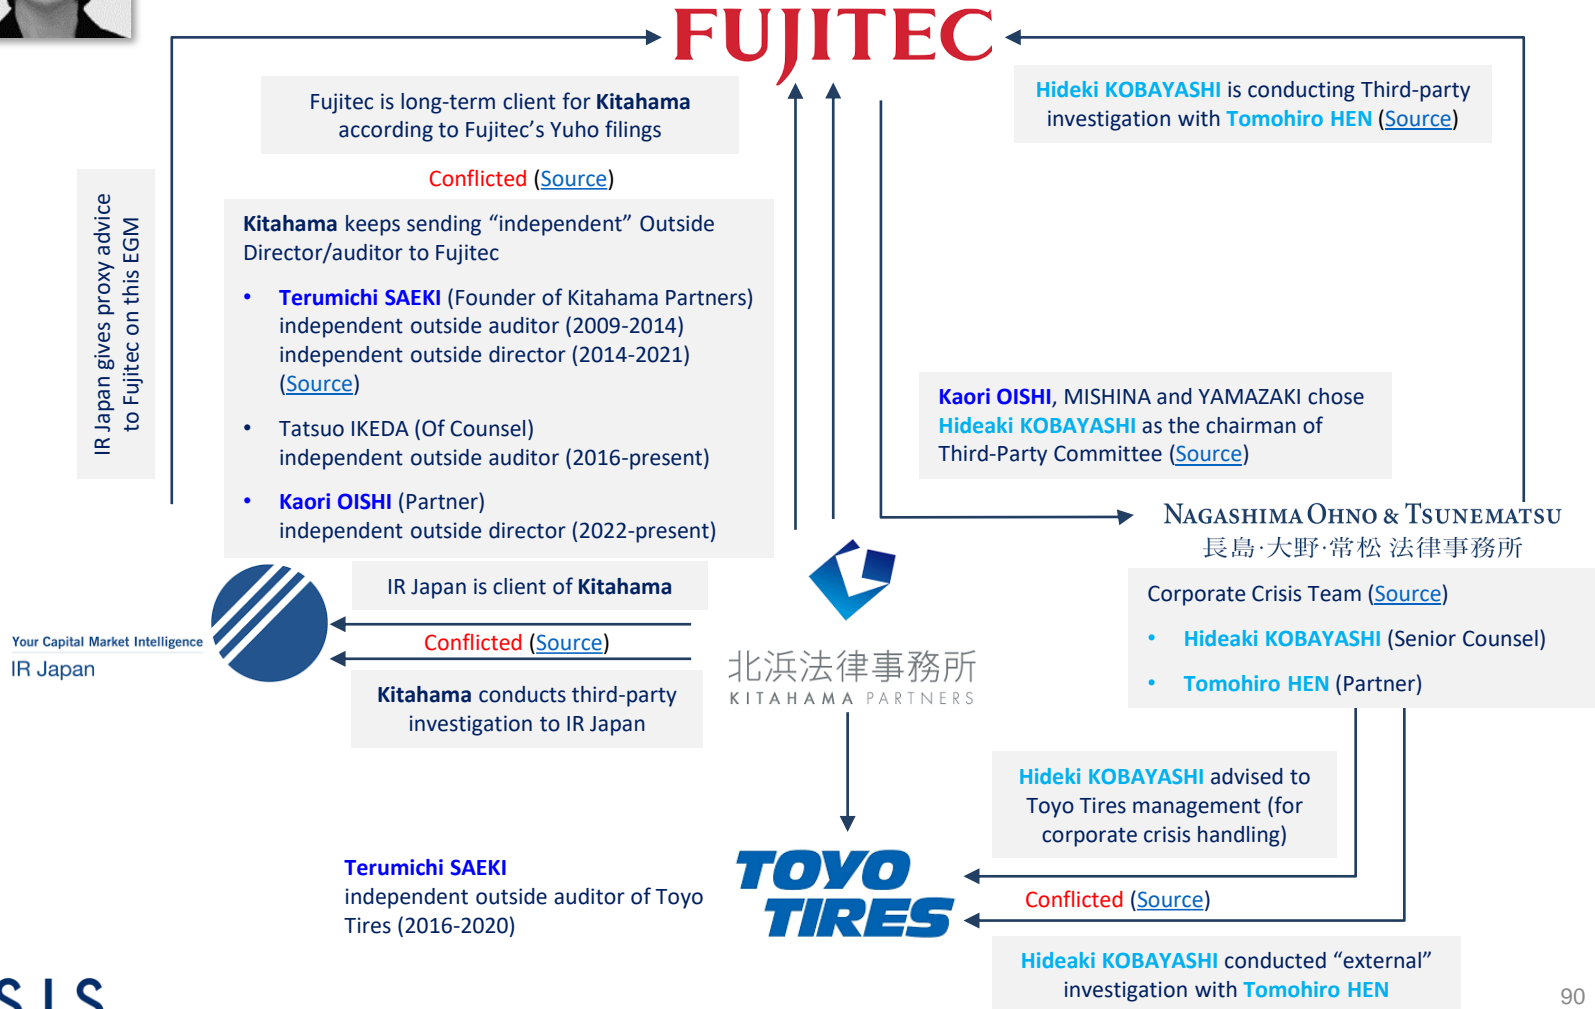 FUJITEC
Fujitec is long-term client for Kitahama
according to Fujitec's Yuho filings
Conflicted (Source)
Hideki KOBAYASHI is conducting Third-party
investigation with Tomohiro HEN (Source)
IR Japan gives proxy advice
to Fujitec on this EGM
Kitahama keeps sending “independent” Outside
Director/auditor to Fujitec
• Terumichi SAEKI (Founder of Kitahama Partners)
independent outside auditor (2009-2014)
independent outside director (2014-2021)
(Source)
• Tatsuo IKEDA (Of Counsel)
independent outside auditor (2016-present)
• Kaori OISHI (Partner)
independent outside director (2022-present)
Kaori OISHI, MISHINA and YAMAZAKI chose
Hideaki KOBAYASHI as the chairman of
Third-Party Committee (Source)
NAGASHIMA OHNO & TSUNEMATSU
長島·大野·常松 法律事務所
Corporate Crisis Team (Source)
• Hideaki KOBAYASHI (Senior Counsel)
• Tomohiro HEN (Partner)
IR Japan is client of Kitahama
Conflicted (Source)
Kitahama conducts third-party
investigation to IR Japan
Your Capital Market Intelligence
IR Japan
北浜法律事務所
KITAHAMA PARTNERS
Hideki KOBAYASHI advised to
Toyo Tires management (for
corporate crisis handling)
Conflicted (Source)
Hideaki KOBAYASHI conducted “external”
investigation with Tomohiro HEN
Terumichi SAEKI
independent outside auditor of Toyo
Tires (2016-2020)
TOYO
TIRES
SIS
90